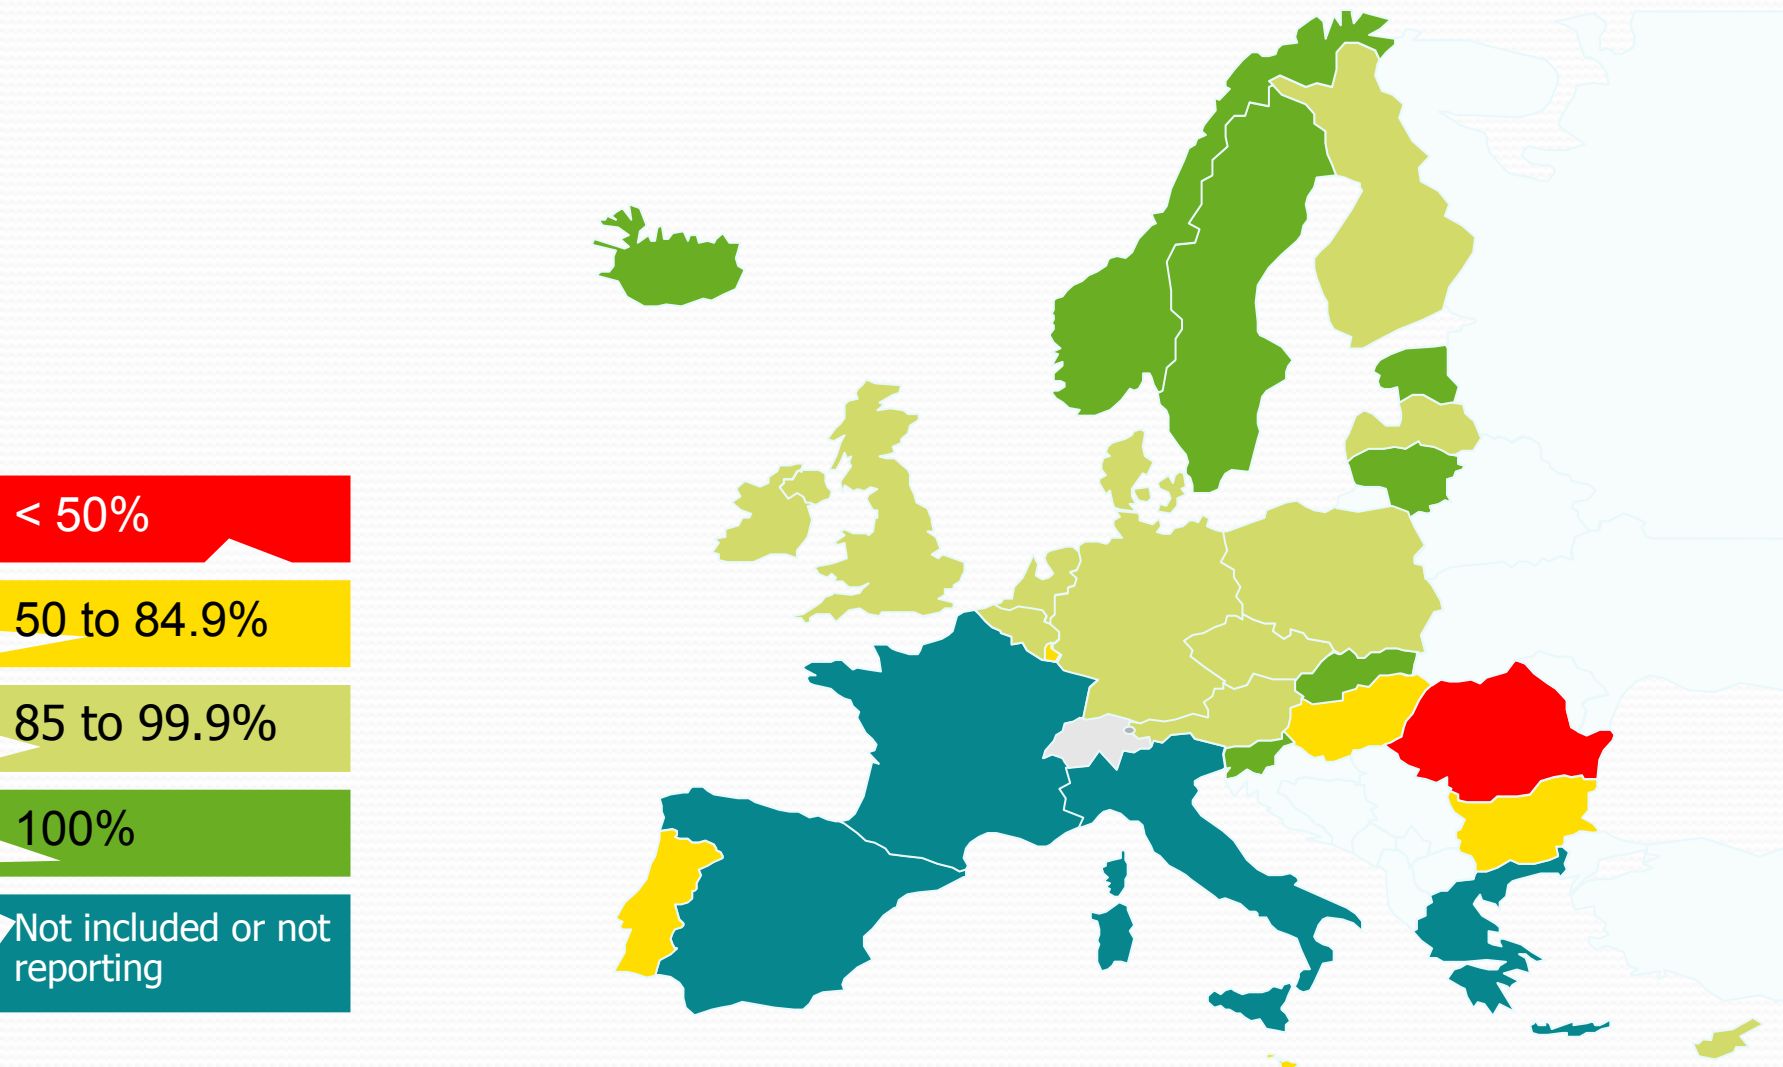 < 50%
50 to 84.9%
85 to 99.9%
100%
Not included or not
reporting